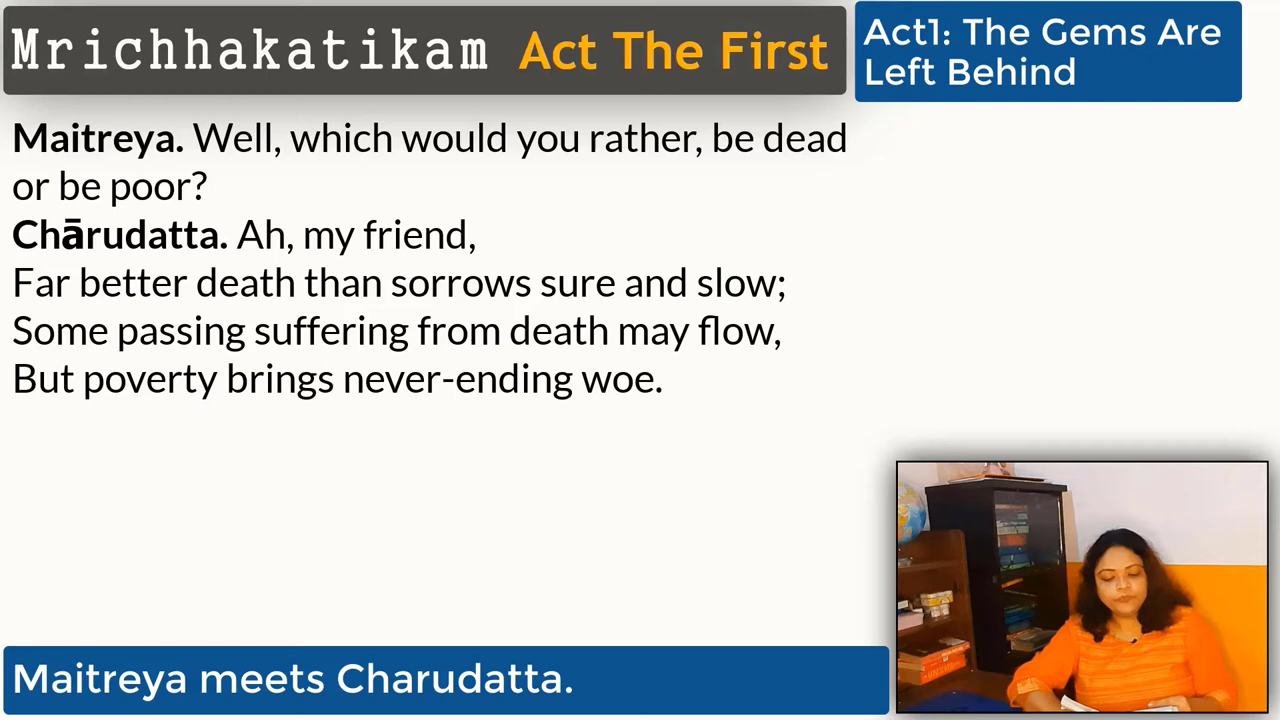 Mrichhakatikam Act The First
Act1: The Gems Are
Left Behind
Maitreya. Well, which would you rather, be dead
or be poor?
Chārudatta. Ah, my friend,
Far better death than sorrows sure and slow;
Some passing suffering from death may flow,
But poverty brings never-ending woe.
Maitreya meets Charudatta.